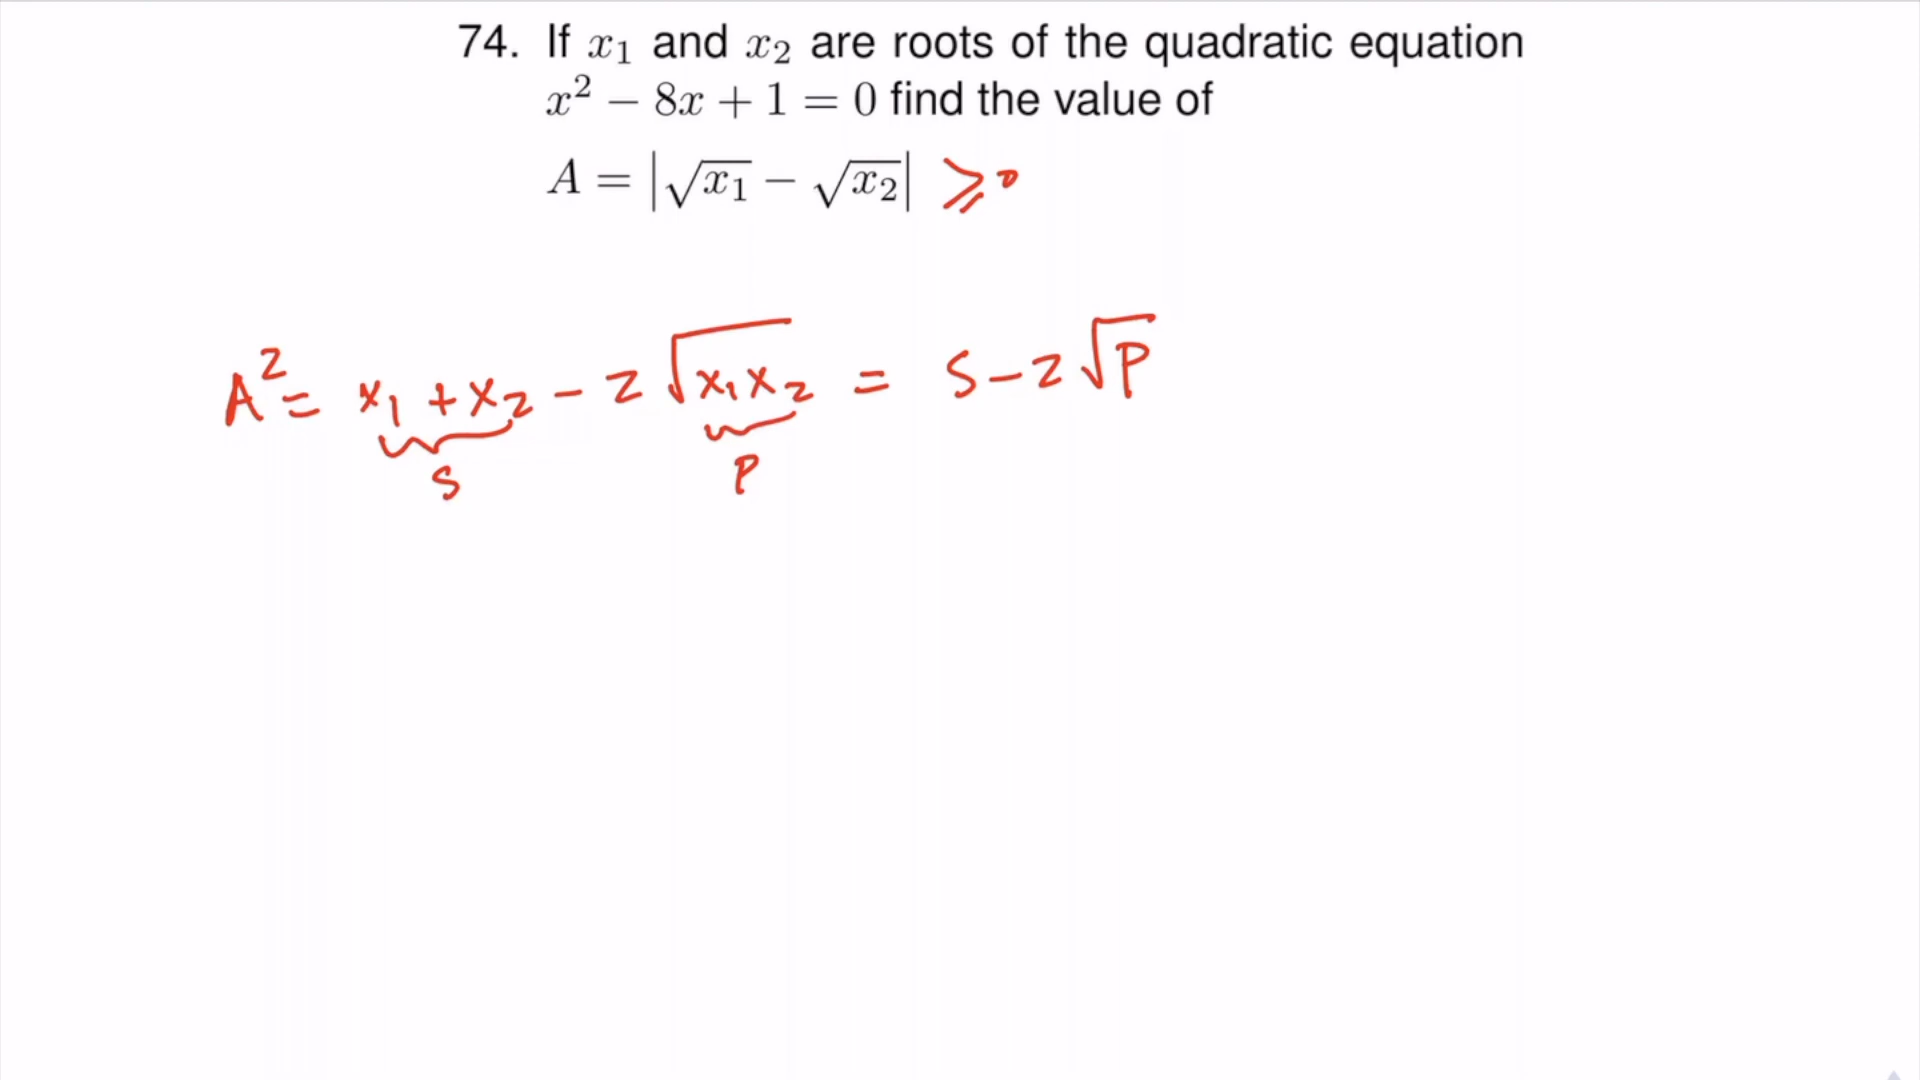 74. If x₁ and x₂ are roots of the quadratic equation
x² − 8x + 1 = 0 find the value of
A = |√x₁ − √x₂| ⩾ 0
A² = x₁ + x₂ − 2√x₁x₂ = S − 2√P
S P